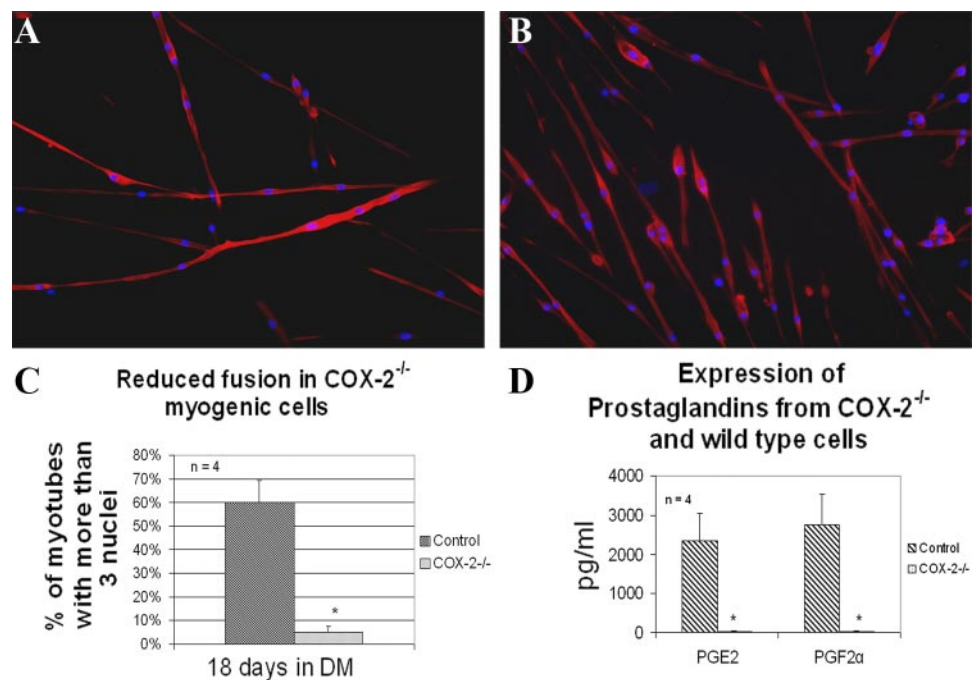 A
B
C
Reduced fusion in COX-2-/-
myogenic cells
% of myotubes
with more than
3 nuclei
80%
70%
60%
50%
40%
30%
20%
10%
0%
n = 4
*
Control
COX-2-/-
18 days in DM
D
Expression of
Prostaglandins from COX-2-/-
and wild type cells
pg/ml
4000
3000
2000
1000
0
n = 4
*
*
Control
COX-2-/-
PGE2
PGF2α